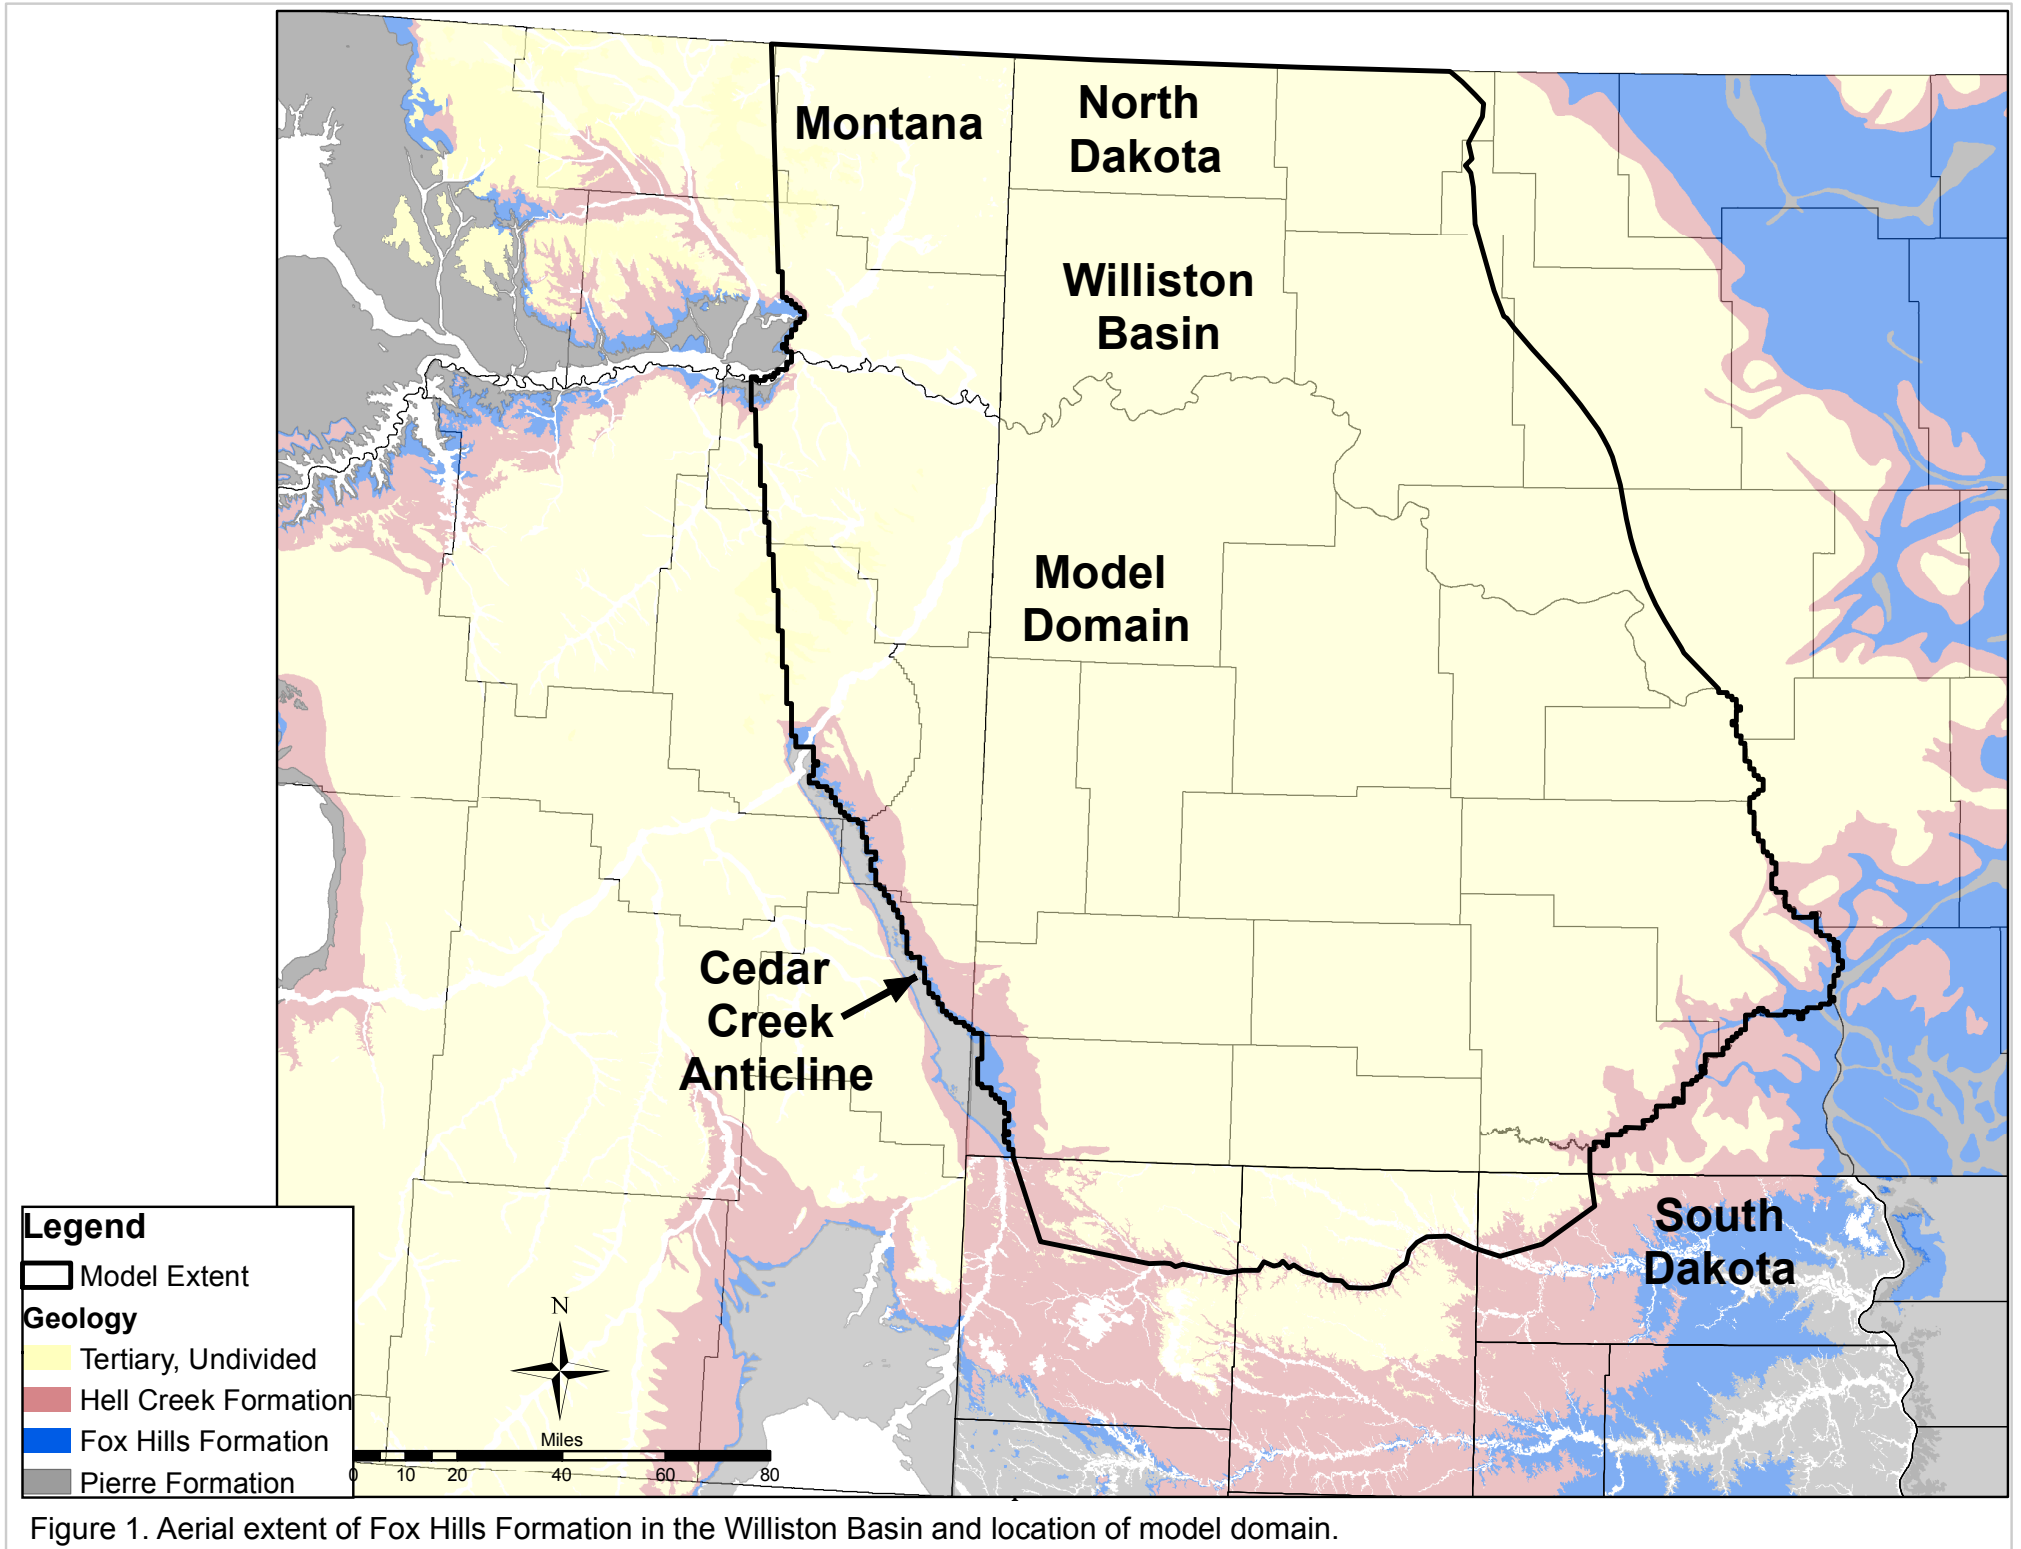 Montana
North
Dakota
Williston
Basin
Model
Domain
Cedar
Creek
Anticline
South
Dakota
Legend
Model Extent
Geology
Tertiary, Undivided
Hell Creek Formation
Fox Hills Formation
Pierre Formation
N
Miles
0 10 20 40 60 80
Figure 1. Aerial extent of Fox Hills Formation in the Williston Basin and location of model domain.